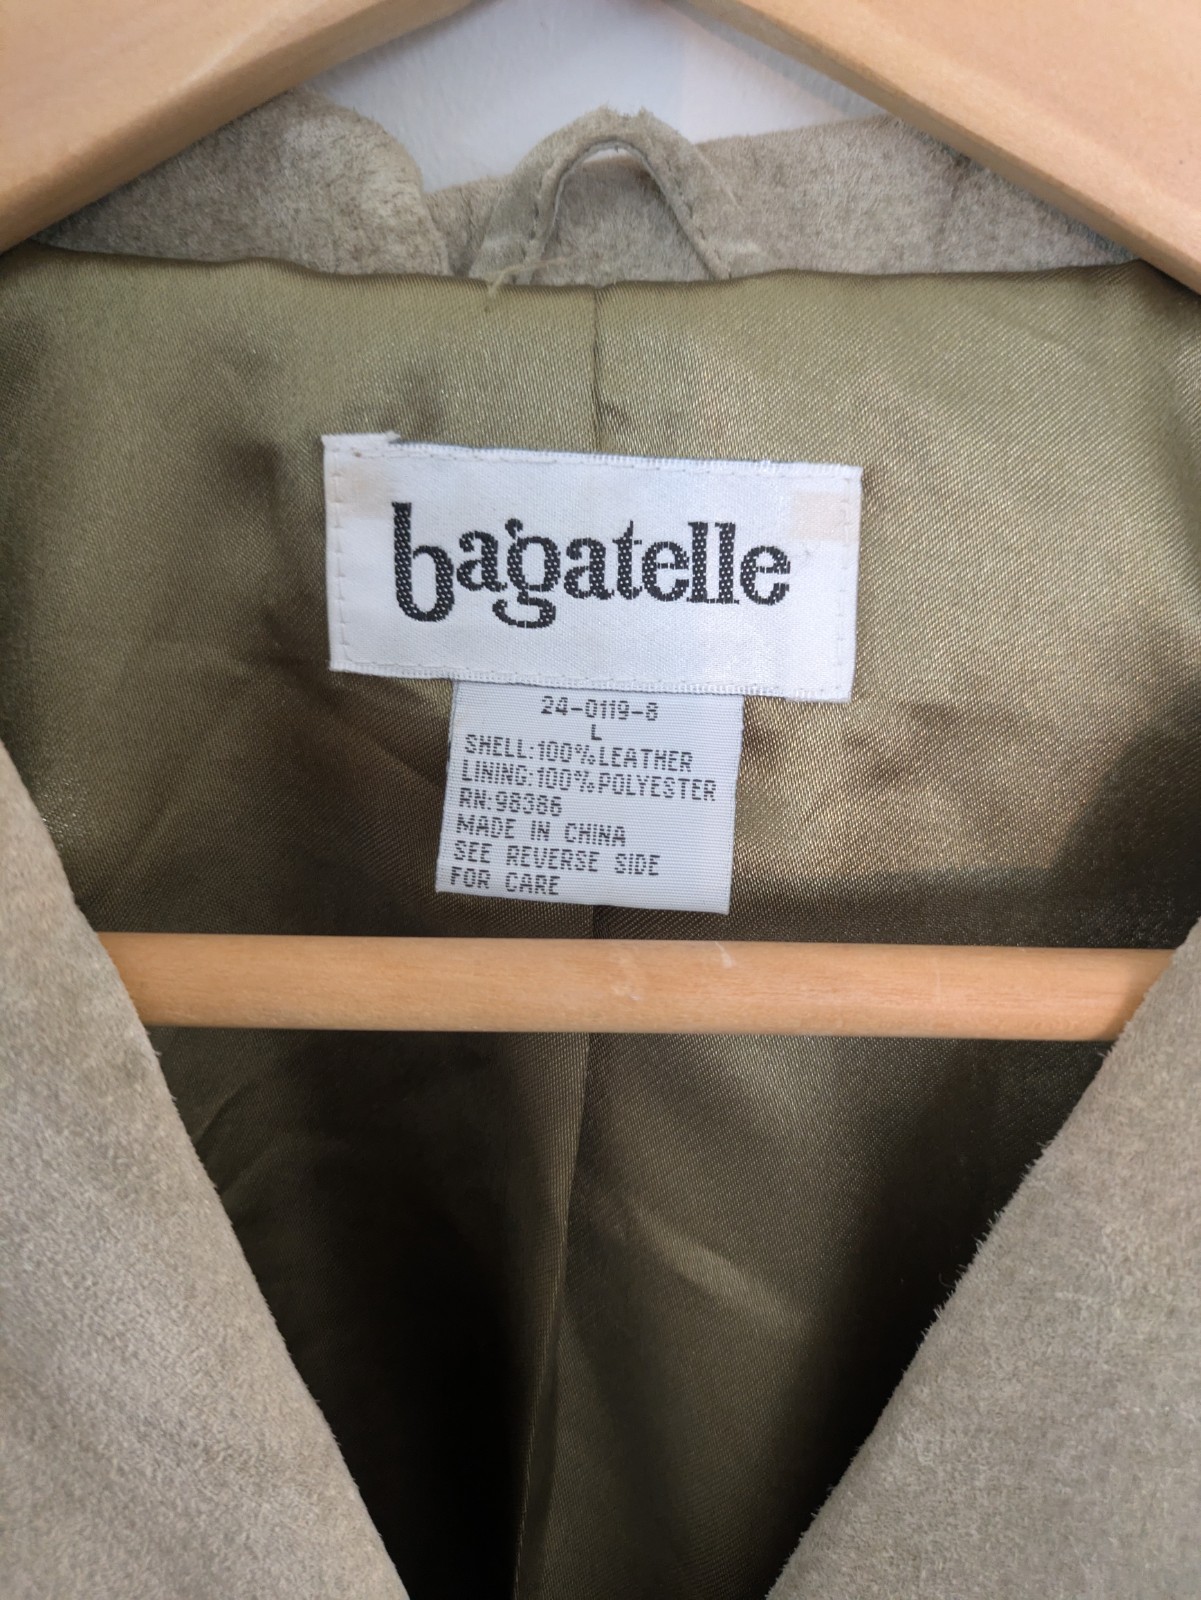 bagatelle
24-0119-8
L
SHELL:100%LEATHER
LINING:100%POLYESTER
RN:98386
MADE IN CHINA
SEE REVERSE SIDE
FOR CARE